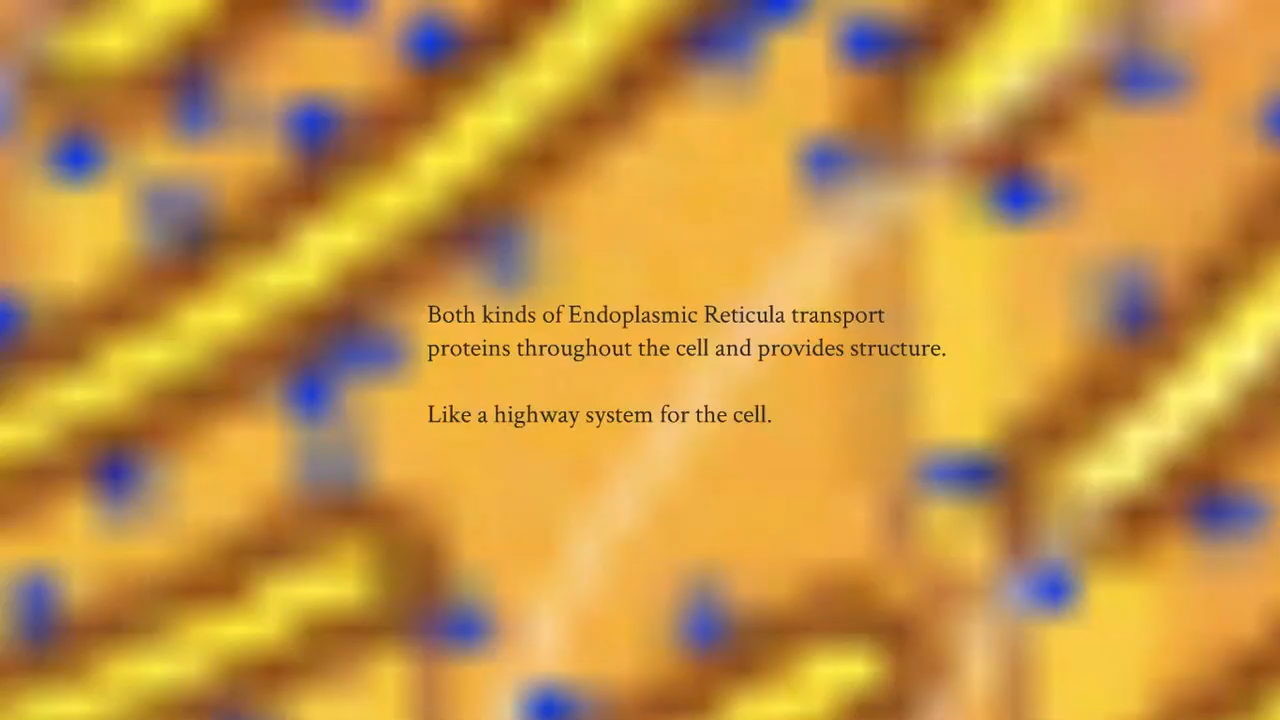 Both kinds of Endoplasmic Reticula transport
proteins throughout the cell and provides structure.
Like a highway system for the cell.